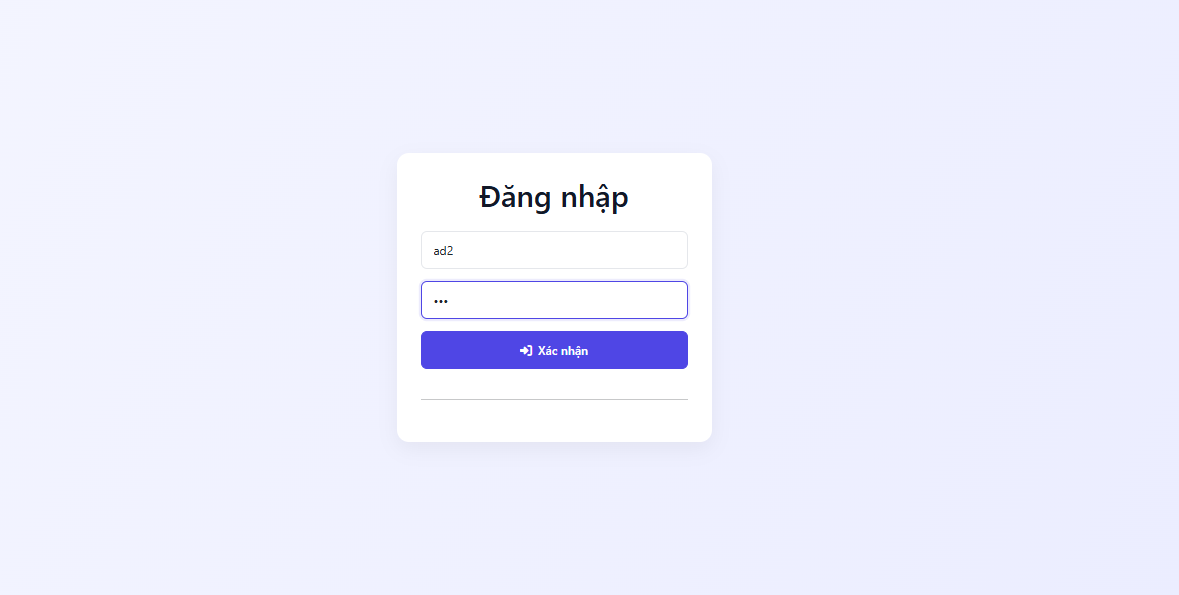 Đăng nhập
ad2
•••
Xác nhận